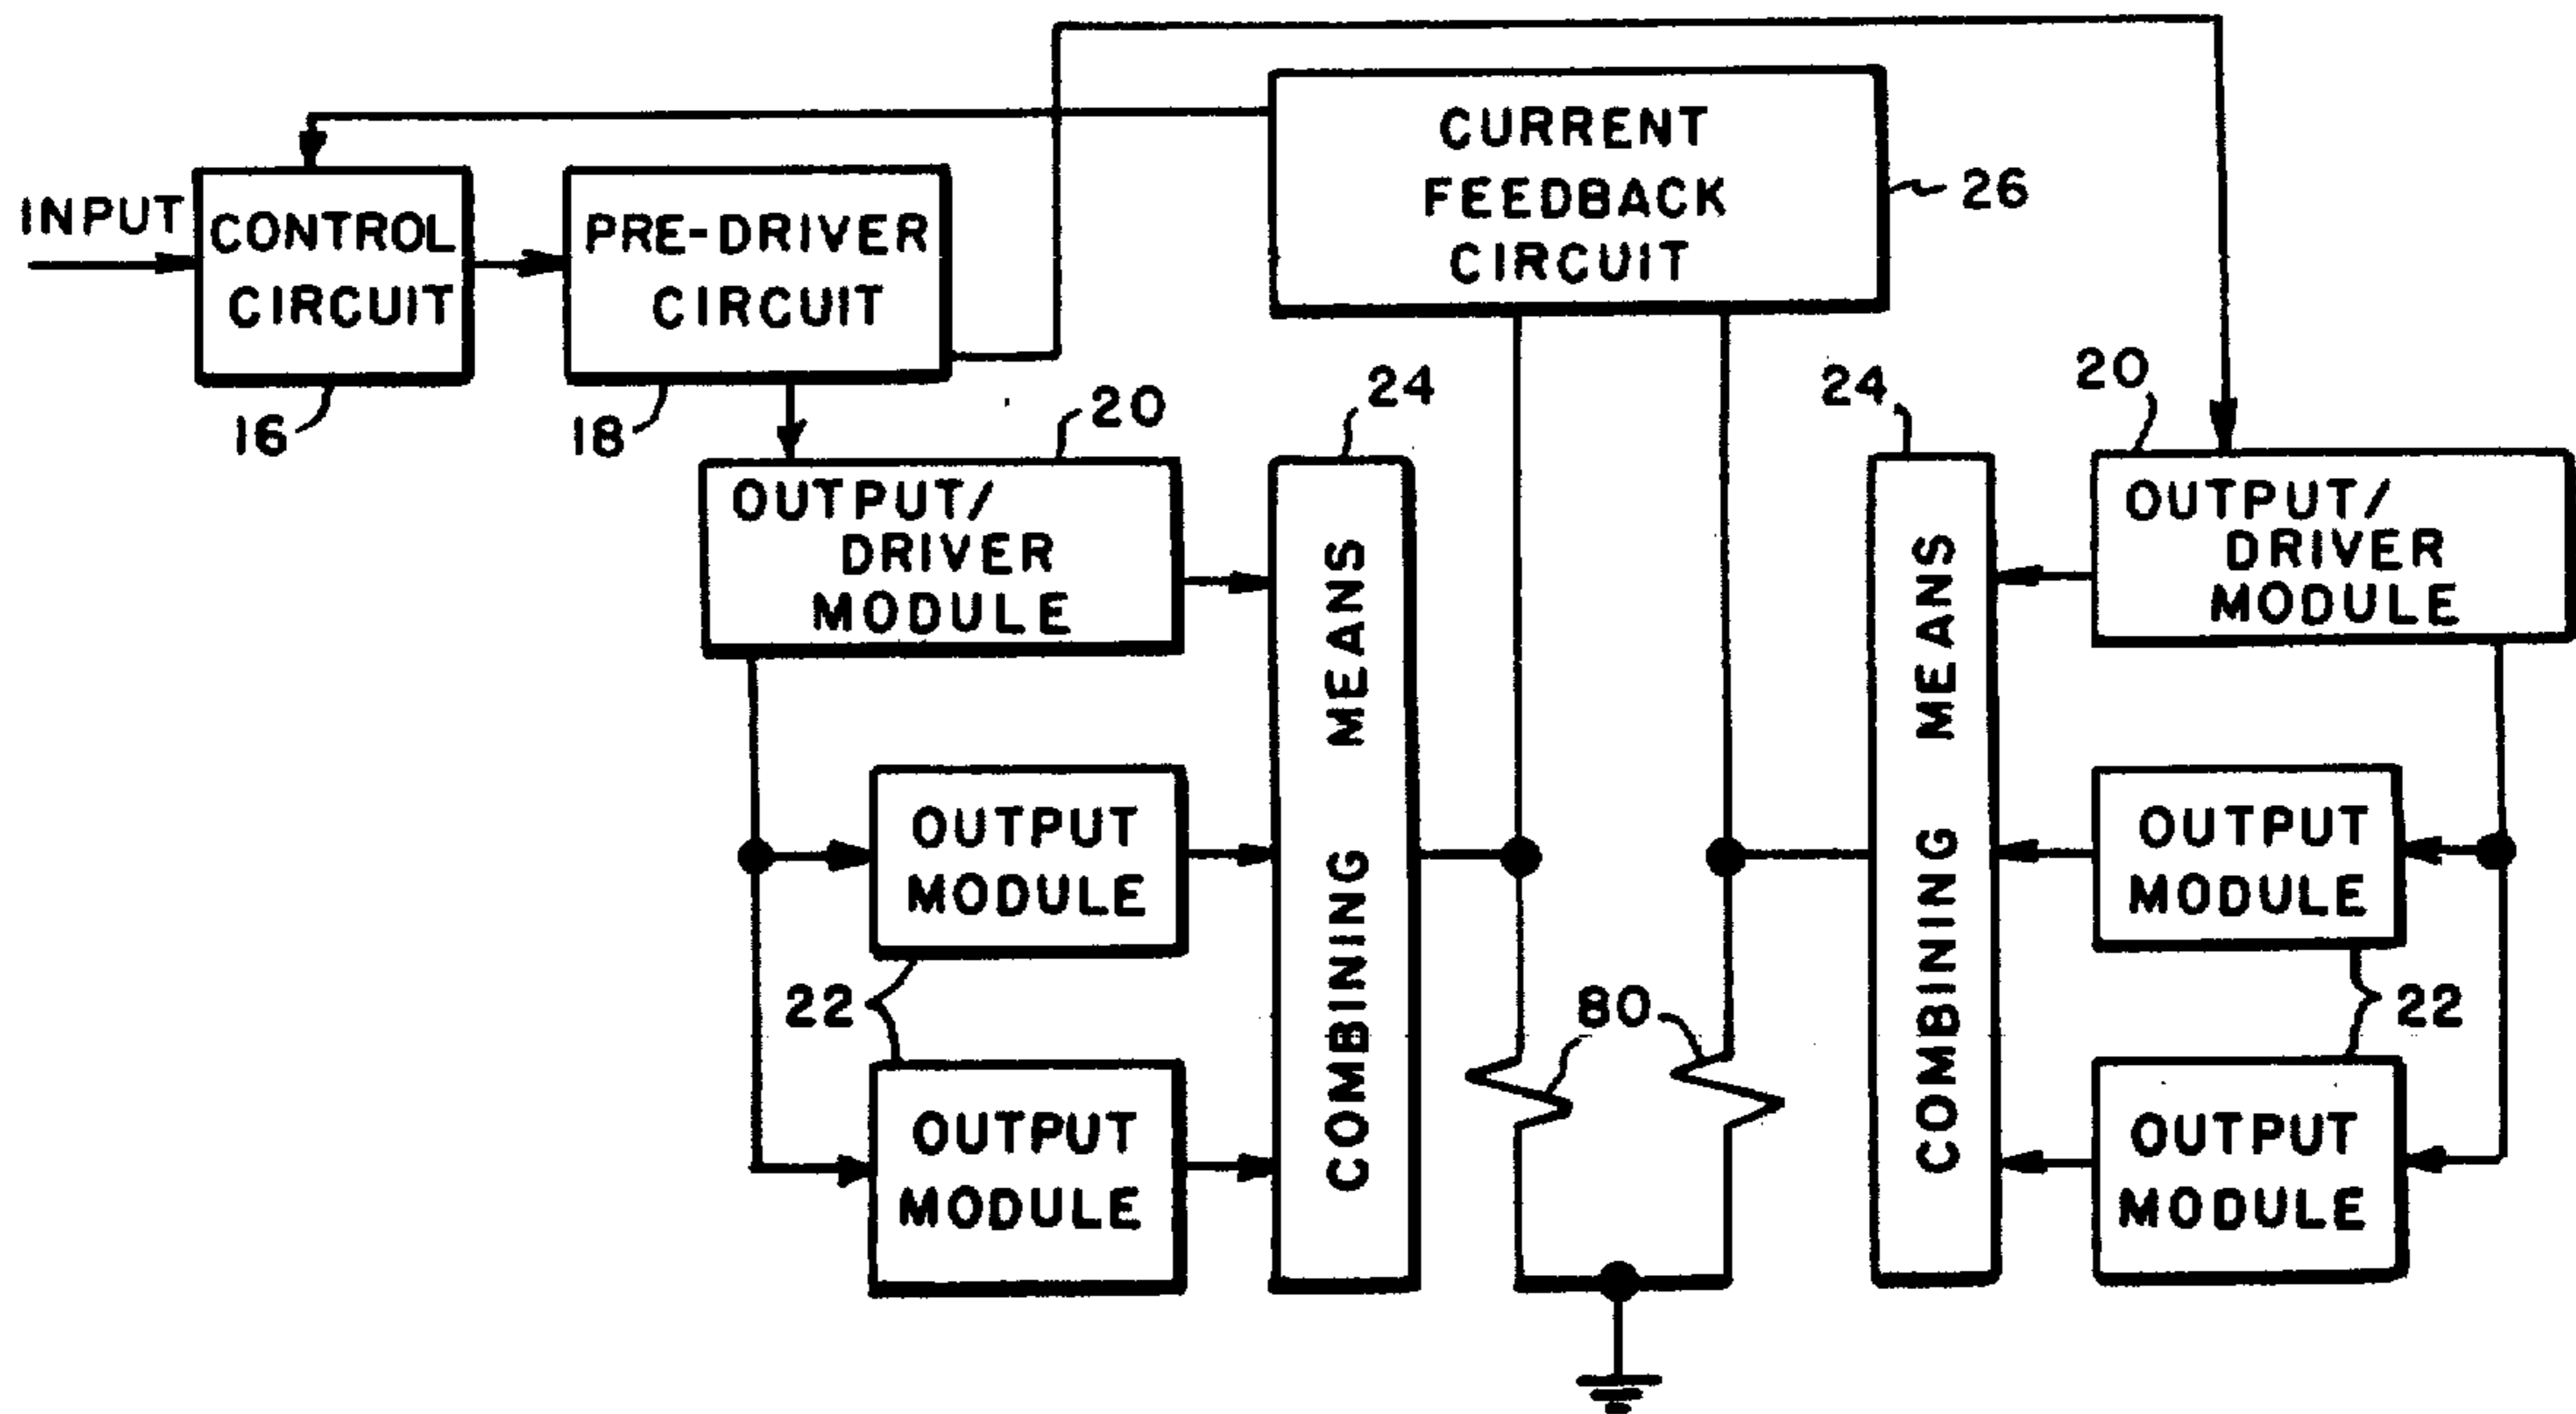 INPUT
CONTROL
CIRCUIT
16
PRE-DRIVER
CIRCUIT
18
CURRENT
FEEDBACK
CIRCUIT
26
20
OUTPUT/
DRIVER
MODULE
24
COMBINING MEANS
OUTPUT
MODULE
22
OUTPUT
MODULE
80
24
COMBINING MEANS
20
OUTPUT/
DRIVER
MODULE
OUTPUT
MODULE
22
OUTPUT
MODULE